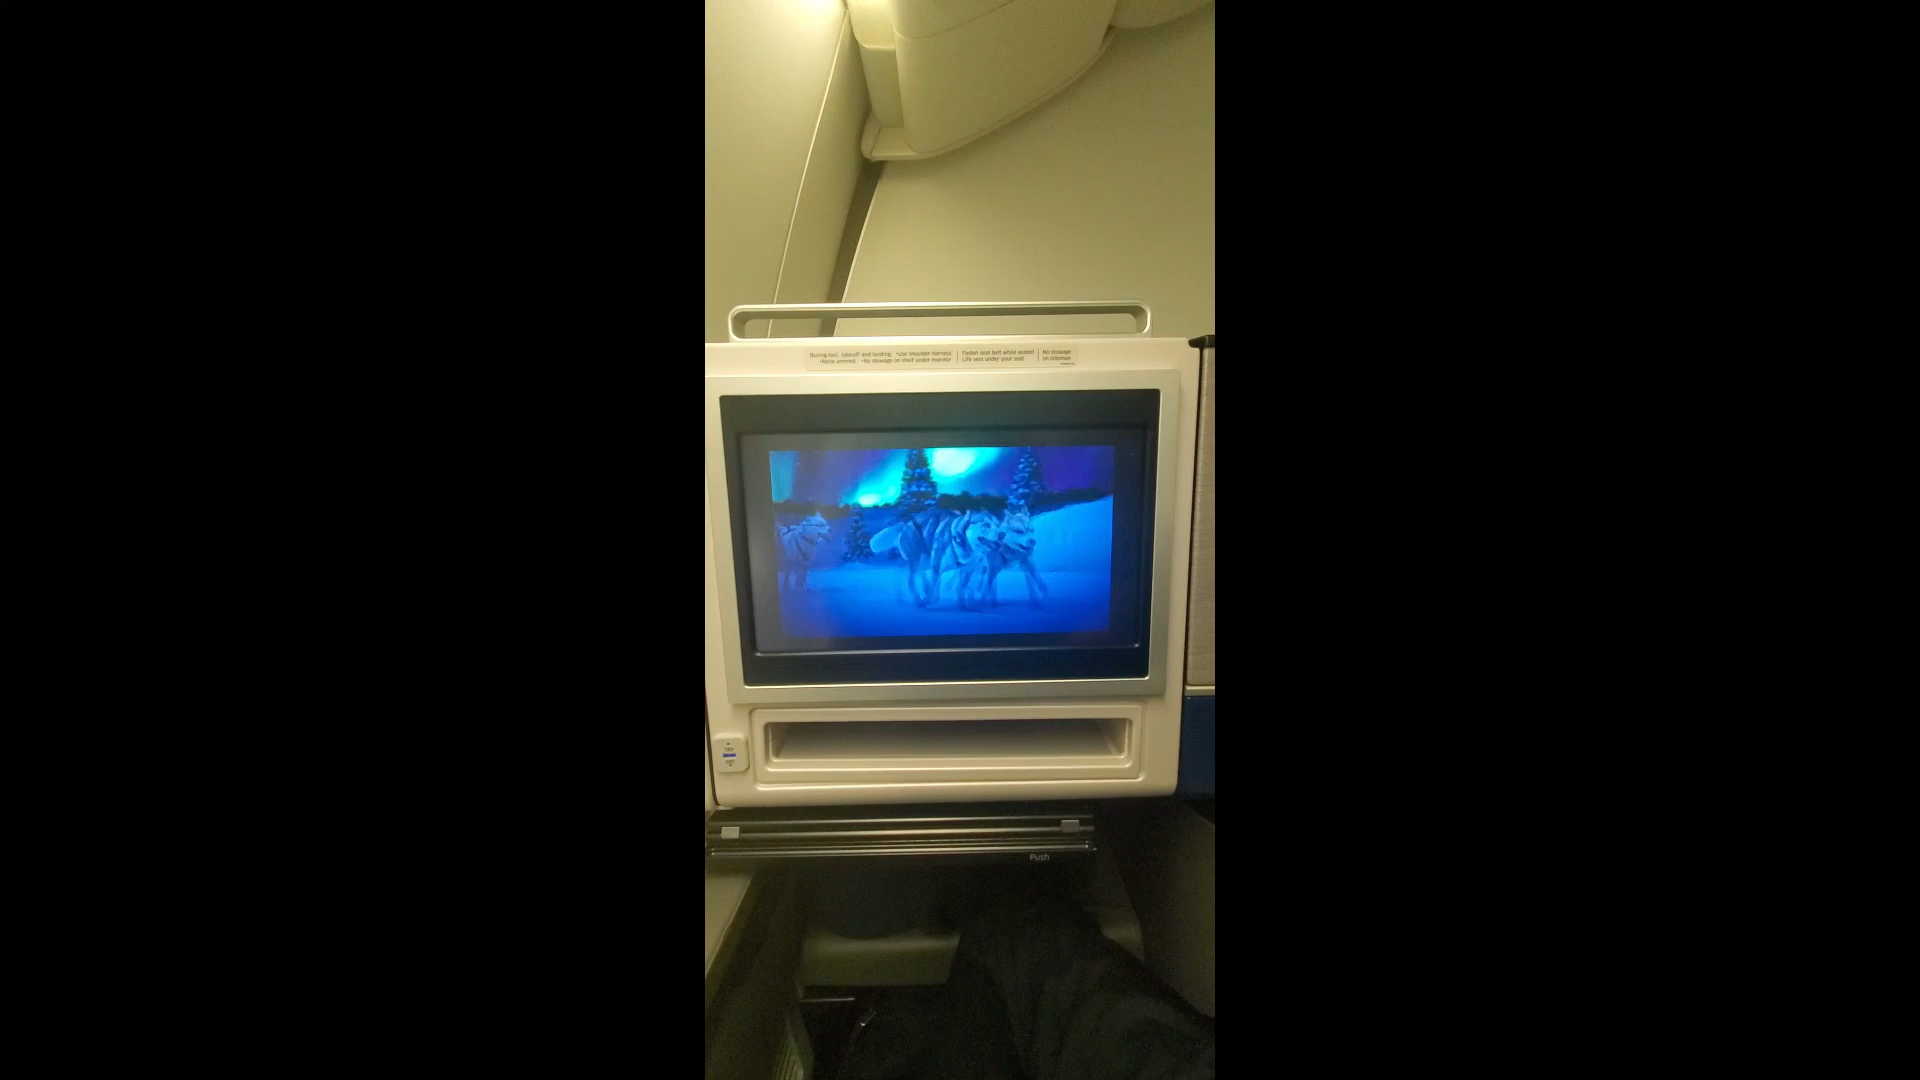 During taxi, takeoff and landing: •Use shoulder harness
•Raise armrest •No stowage on shelf under monitor
Fasten seat belt while seated
Life vest under your seat
No stowage
on ottoman
Push